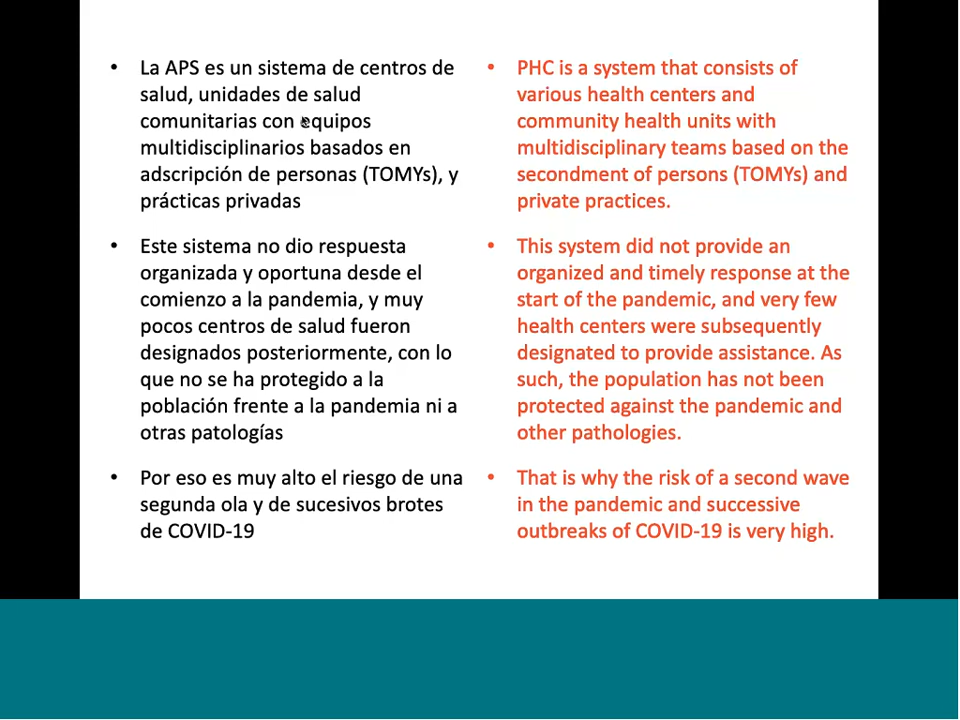 • La APS es un sistema de centros de
salud, unidades de salud
comunitarias con equipos
multidisciplinarios basados en
adscripción de personas (TOMYs), y
prácticas privadas
• Este sistema no dio respuesta
organizada y oportuna desde el
comienzo a la pandemia, y muy
pocos centros de salud fueron
designados posteriormente, con lo
que no se ha protegido a la
población frente a la pandemia ni a
otras patologías
• Por eso es muy alto el riesgo de una
segunda ola y de sucesivos brotes
de COVID-19
• PHC is a system that consists of
various health centers and
community health units with
multidisciplinary teams based on the
secondment of persons (TOMYs) and
private practices.
• This system did not provide an
organized and timely response at the
start of the pandemic, and very few
health centers were subsequently
designated to provide assistance. As
such, the population has not been
protected against the pandemic and
other pathologies.
• That is why the risk of a second wave
in the pandemic and successive
outbreaks of COVID-19 is very high.